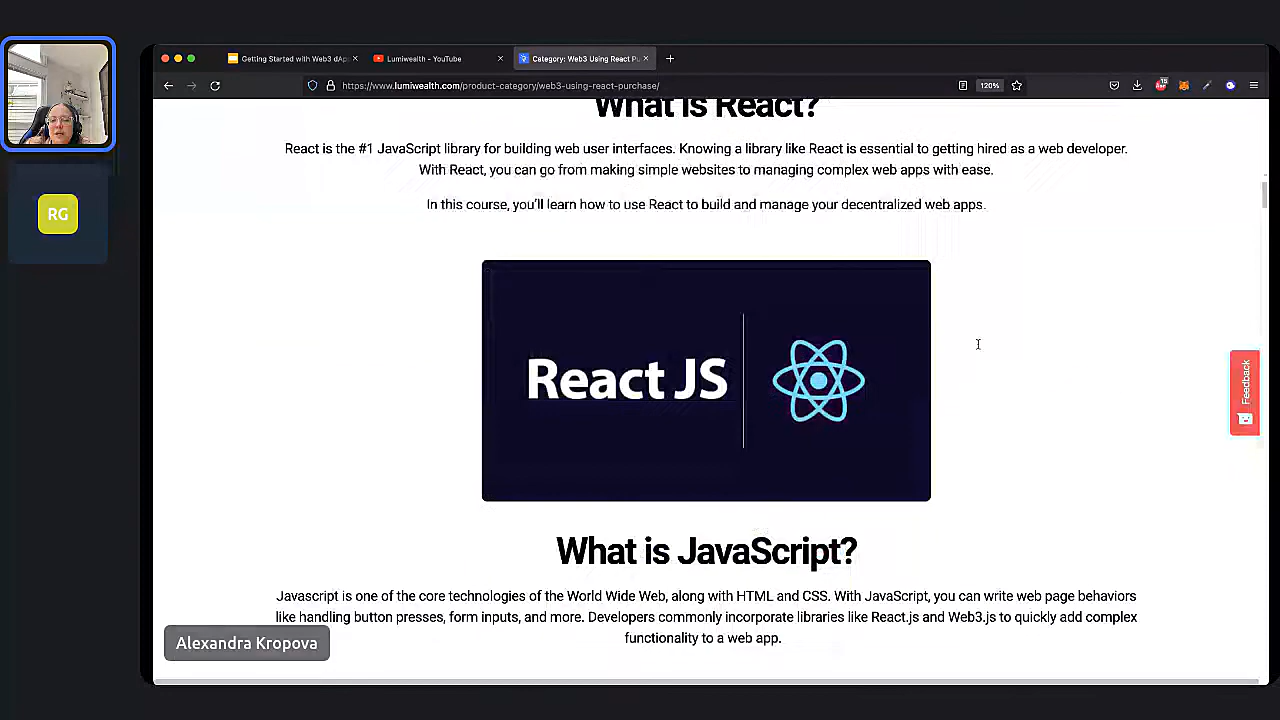 Getting Started with Web3 dAp
Lumiwealth - YouTube
Category: Web3 Using React Pu
https://www.lumiwealth.com/product-category/web3-using-react-purchase/
120%
15
What is React?
React is the #1 JavaScript library for building web user interfaces. Knowing a library like React is essential to getting hired as a web developer.
With React, you can go from making simple websites to managing complex web apps with ease.
In this course, you'll learn how to use React to build and manage your decentralized web apps.
RG
React JS
Feedback
What is JavaScript?
Javascript is one of the core technologies of the World Wide Web, along with HTML and CSS. With JavaScript, you can write web page behaviors
like handling button presses, form inputs, and more. Developers commonly incorporate libraries like React.js and Web3.js to quickly add complex
functionality to a web app.
Alexandra Kropova